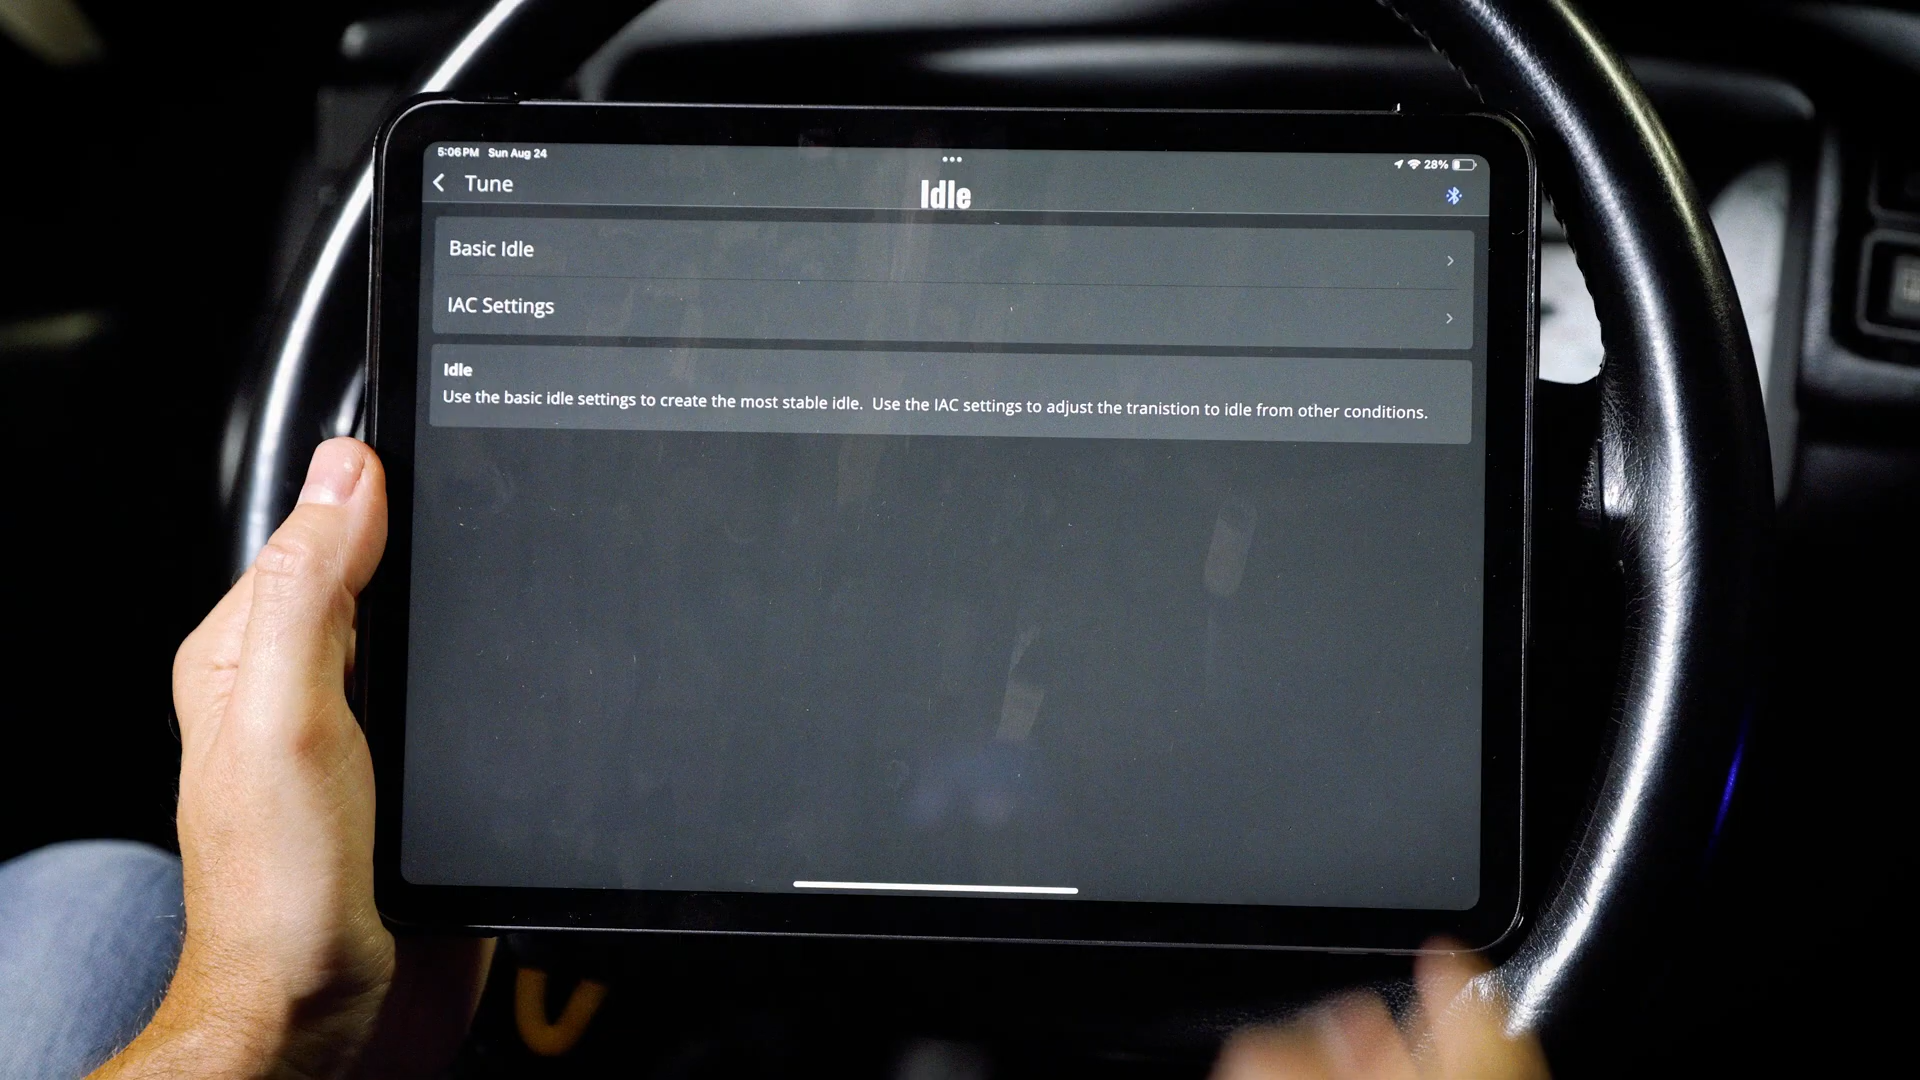 5:06 PM Sun Aug 24
28%
Tune
Idle
Basic Idle
IAC Settings
Idle
Use the basic idle settings to create the most stable idle.  Use the IAC settings to adjust the tranistion to idle from other conditions.